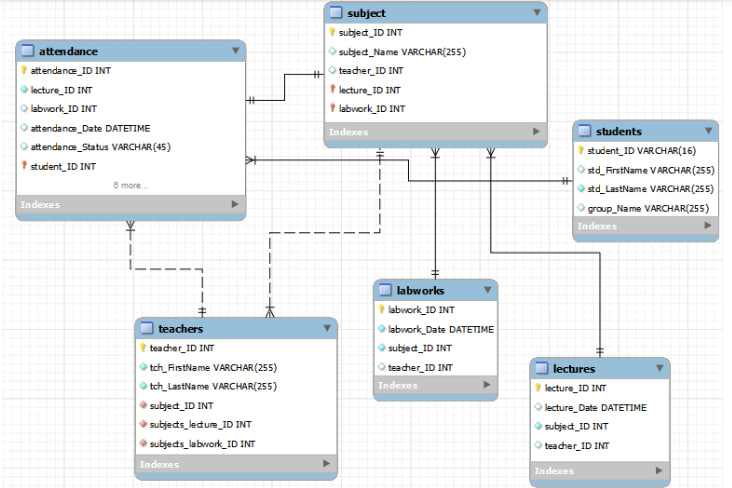 subject
subject_ID INT
subject_Name VARCHAR(255)
teacher_ID INT
lecture_ID INT
labwork_ID INT
Indexes
attendance
attendance_ID INT
lecture_ID INT
labwork_ID INT
attendance_Date DATETIME
attendance_Status VARCHAR(45)
student_ID INT
6 more...
Indexes
students
student_ID VARCHAR(16)
std_FirstName VARCHAR(255)
std_LastName VARCHAR(255)
group_Name VARCHAR(255)
Indexes
labworks
labwork_ID INT
labwork_Date DATETIME
subject_ID INT
teacher_ID INT
Indexes
teachers
teacher_ID INT
tch_FirstName VARCHAR(255)
tch_LastName VARCHAR(255)
subject_ID INT
subjects_lecture_ID INT
subjects_labwork_ID INT
Indexes
lectures
lecture_ID INT
lecture_Date DATETIME
subject_ID INT
teacher_ID INT
Indexes